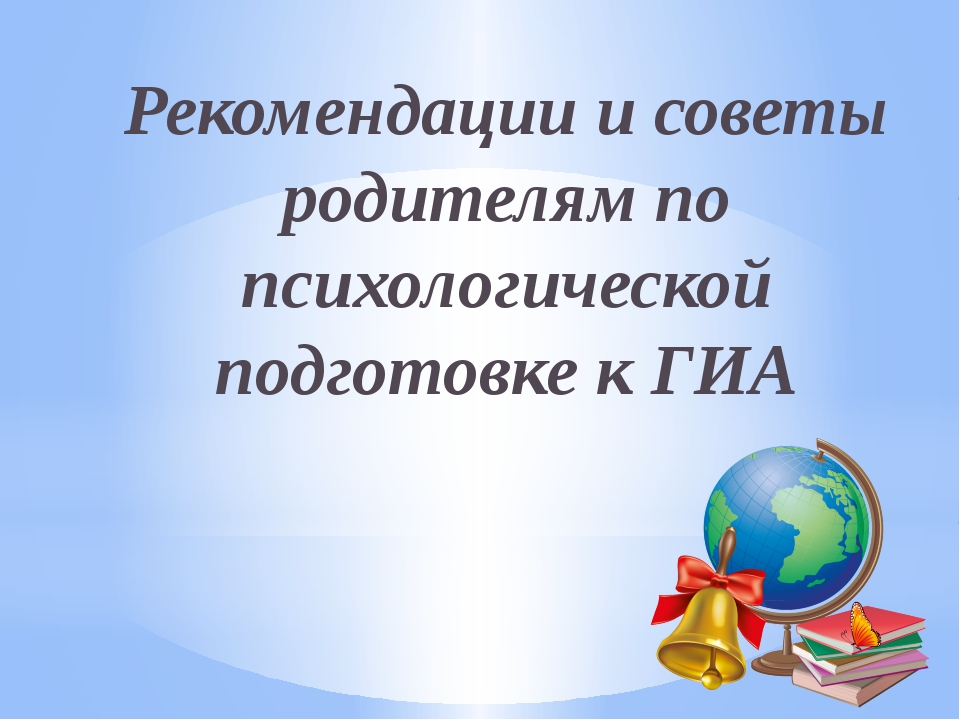 Рекомендации и советы
родителям по
психологической
подготовке к ГИА